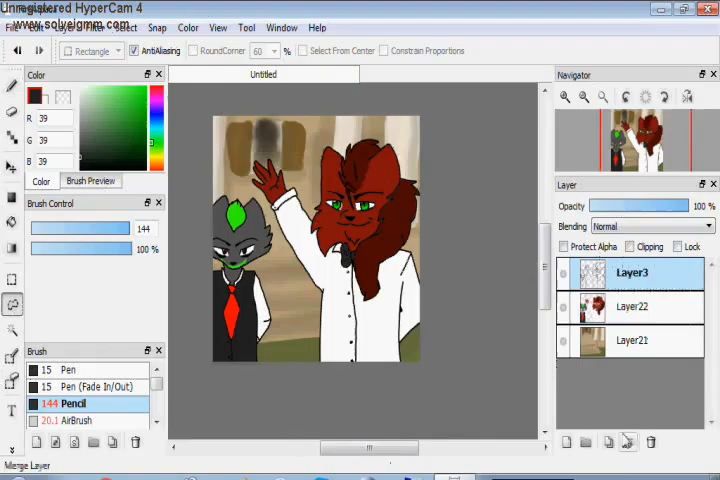 Unregistered HyperCam 4
www.solveigmm.com
File Edit Layer Filter Select Snap Color View Tool Window Help
Rectangle AntiAliasing RoundCorner 60 % Select From Center Constrain Proportions
Color
Untitled
Navigator
R 39
G 39
B 39
Color Brush Preview
Brush Control
144
100 %
Layer
Opacity 100 %
Blending Normal
Protect Alpha Clipping Lock
Layer3
Layer22
Layer21
Brush
15 Pen
15 Pen (Fade In/Out)
144 Pencil
20.1 AirBrush
T
Merge Layer